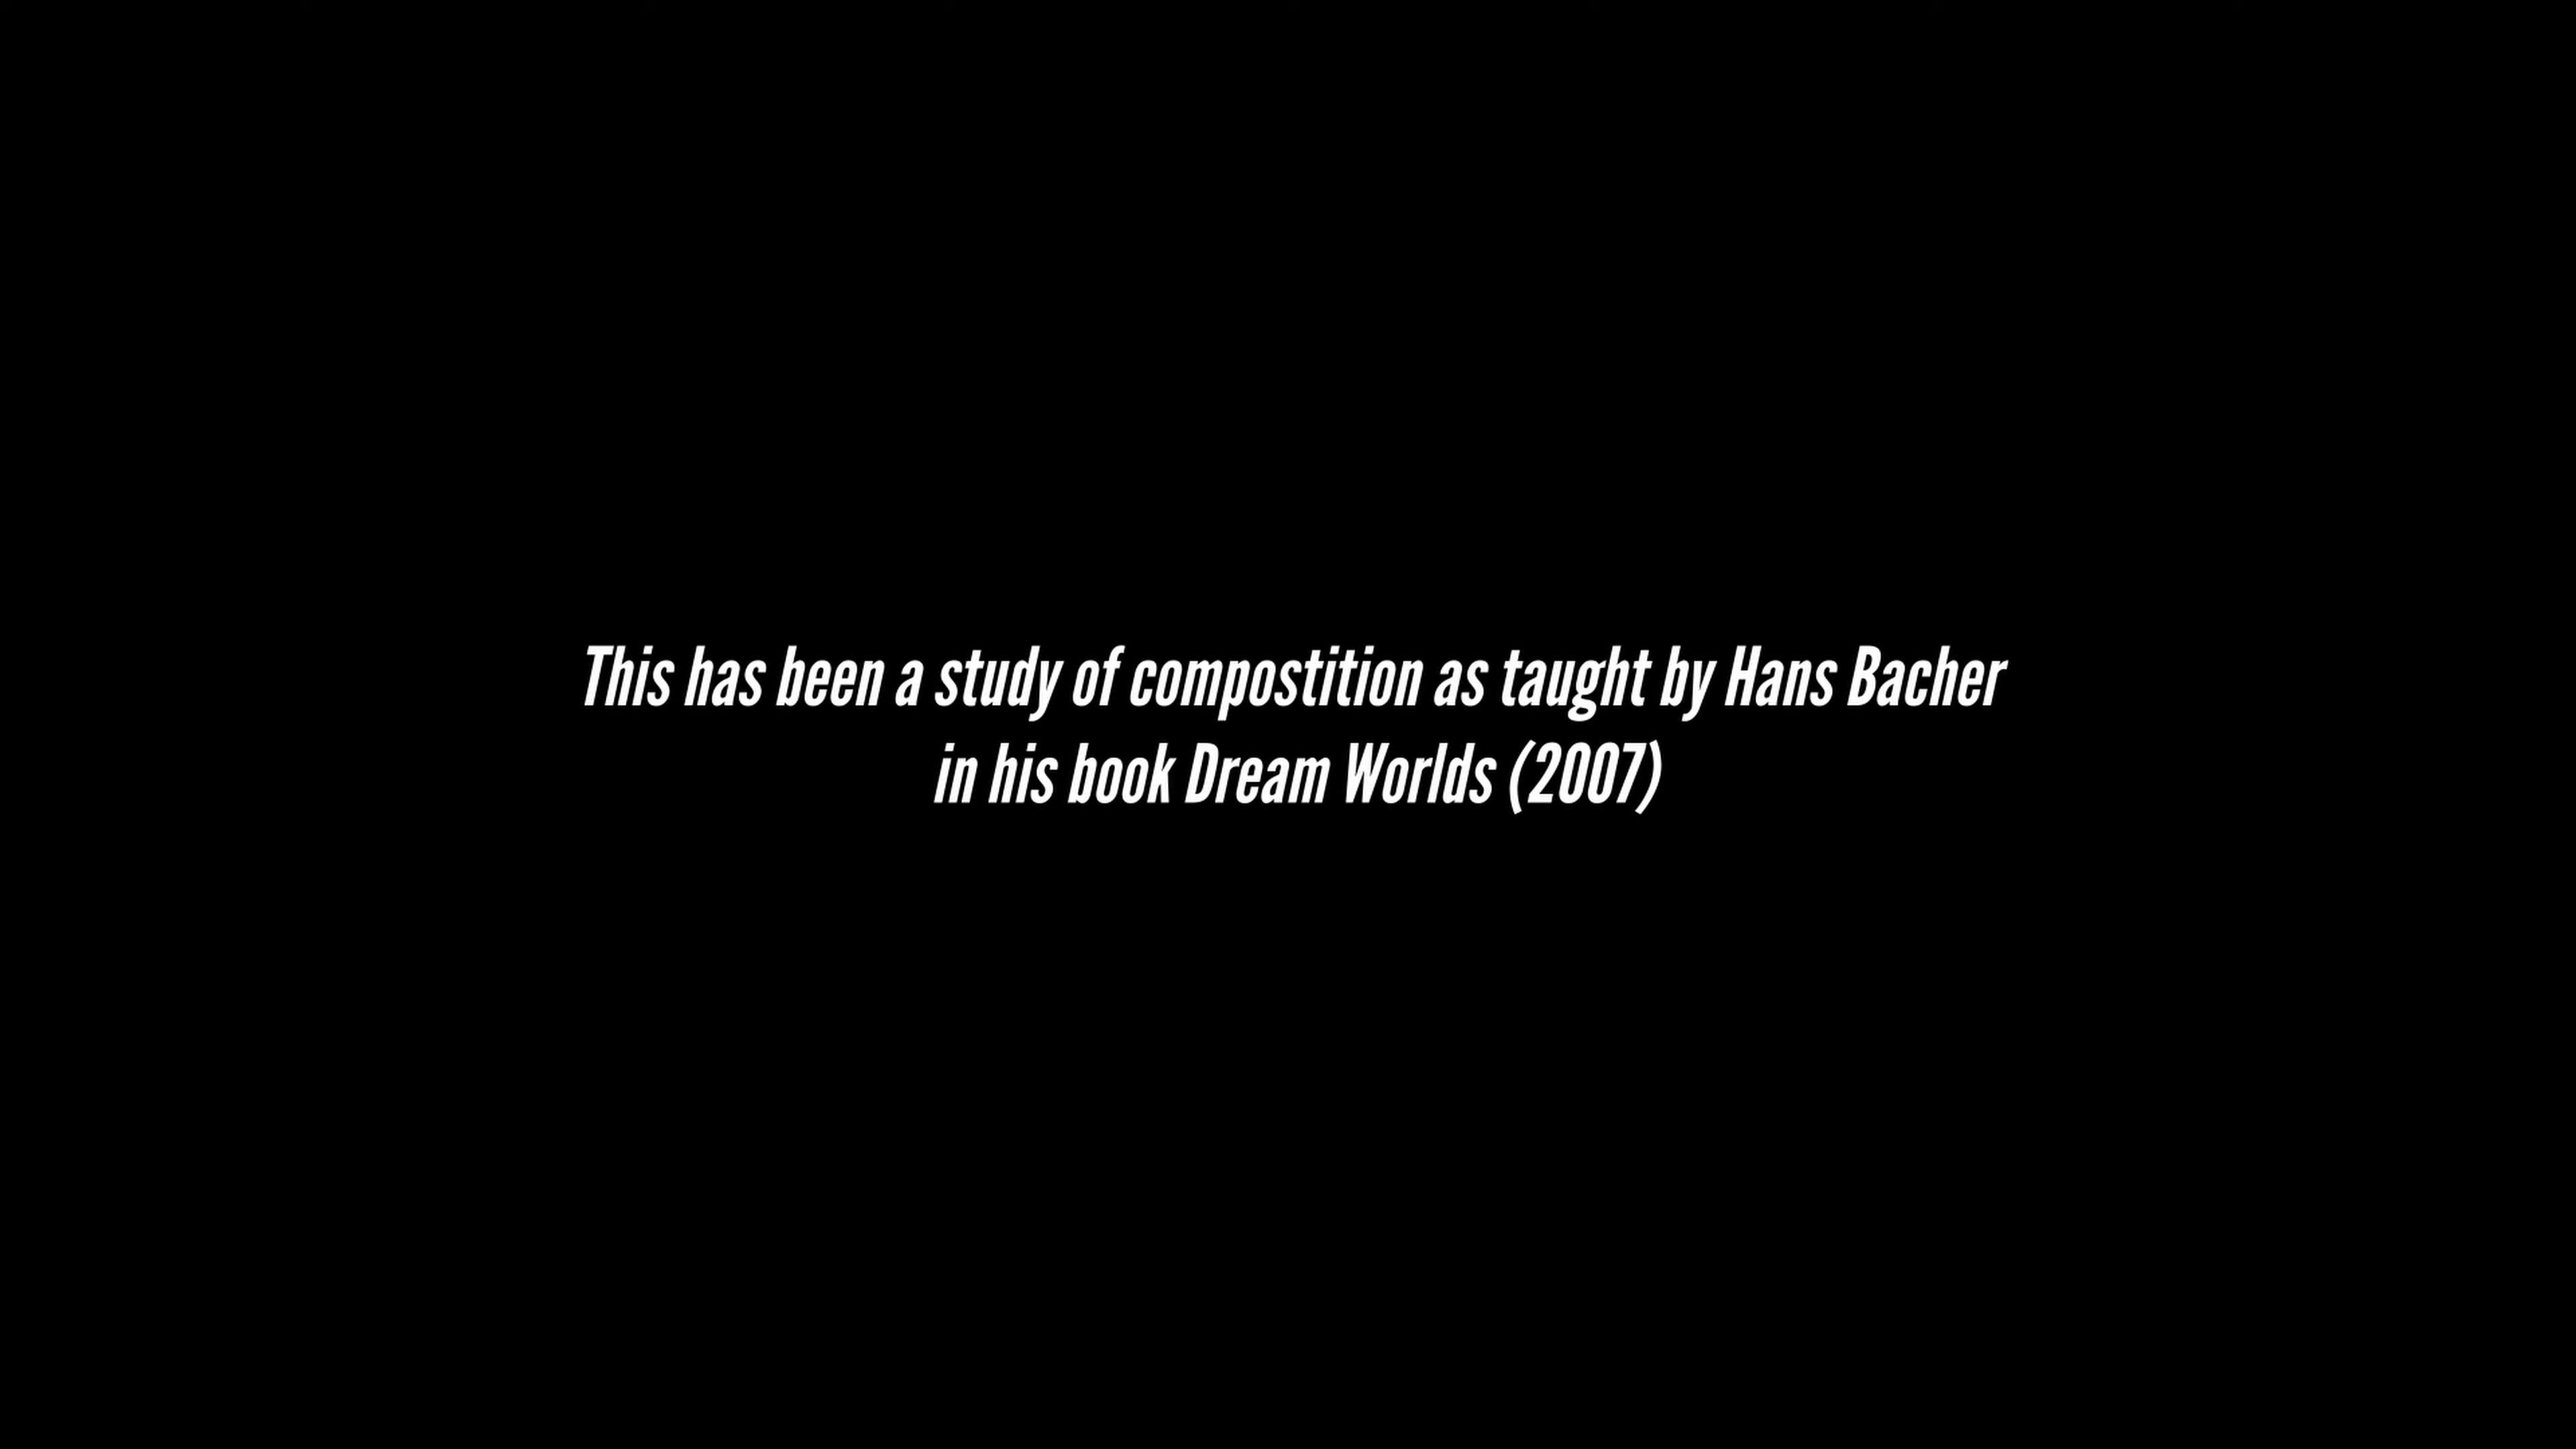 This has been a study of compostition as taught by Hans Bacher
in his book Dream Worlds (2007)